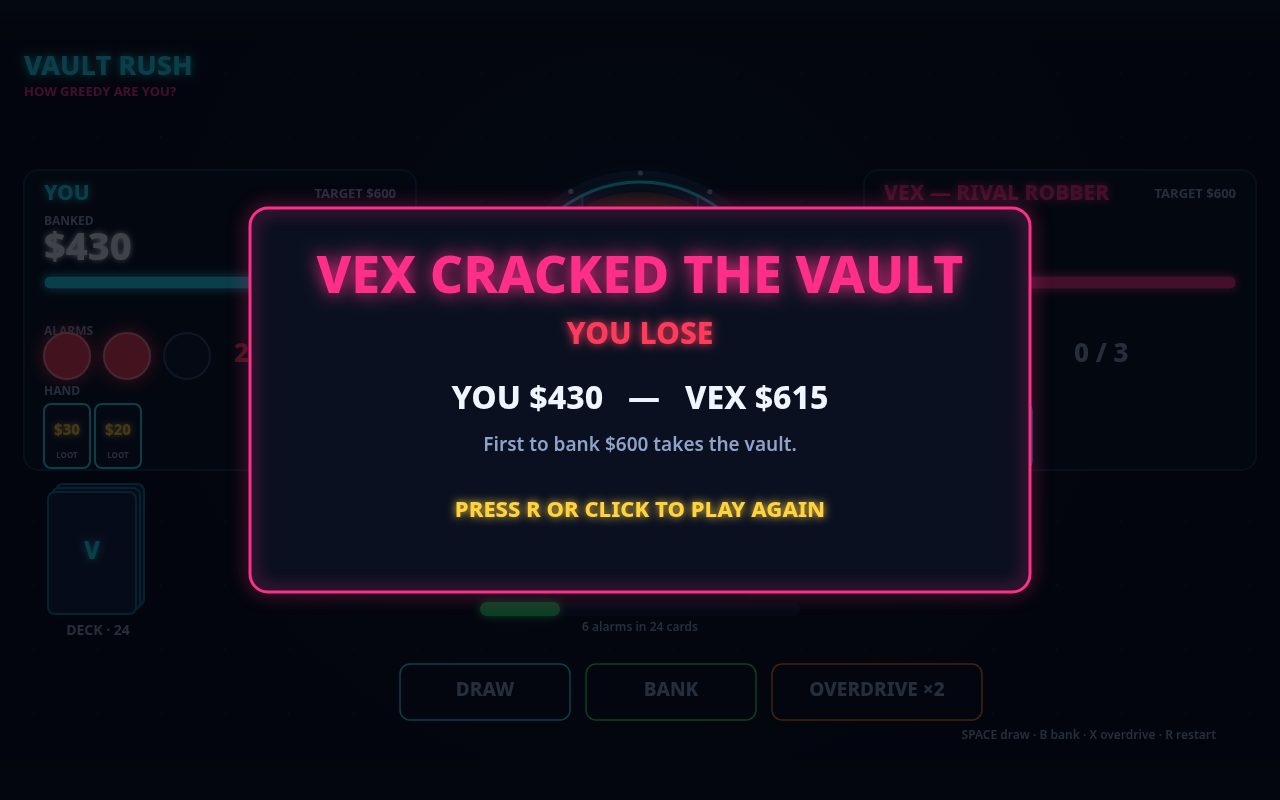 VAULT RUSH
HOW GREEDY ARE YOU?
YOU
TARGET $600
BANKED
$430
ALARMS
2
HAND
$30
LOOT
$20
LOOT
VEX — RIVAL ROBBER
TARGET $600
0 / 3
VEX CRACKED THE VAULT
YOU LOSE
YOU $430 — VEX $615
First to bank $600 takes the vault.
PRESS R OR CLICK TO PLAY AGAIN
V
DECK · 24
6 alarms in 24 cards
DRAW
BANK
OVERDRIVE ×2
SPACE draw · B bank · X overdrive · R restart